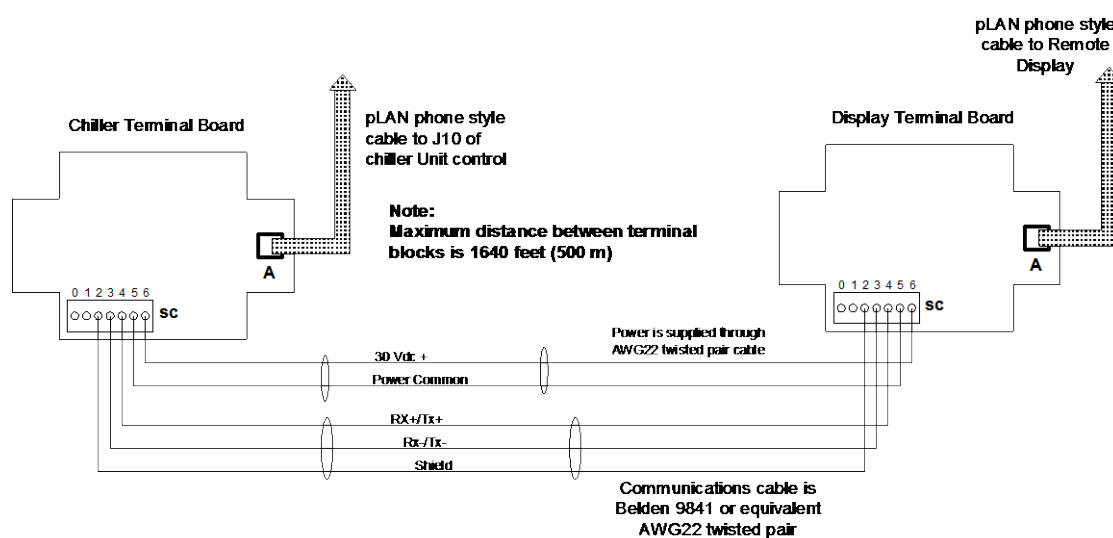 pLAN phone style
cable to Remote
Display
Chiller Terminal Board
pLAN phone style
cable to J10 of
chiller Unit control
Display Terminal Board
Note:
Maximum distance between terminal
blocks is 1640 feet (500 m)
A
A
0 1 2 3 4 5 6
SC
0 1 2 3 4 5 6
SC
Power is supplied through
AWG22 twisted pair cable
30 Vdc +
Power Common
RX+/Tx+
Rx-/Tx-
Shield
Communications cable is
Belden 9841 or equivalent
AWG22 twisted pair